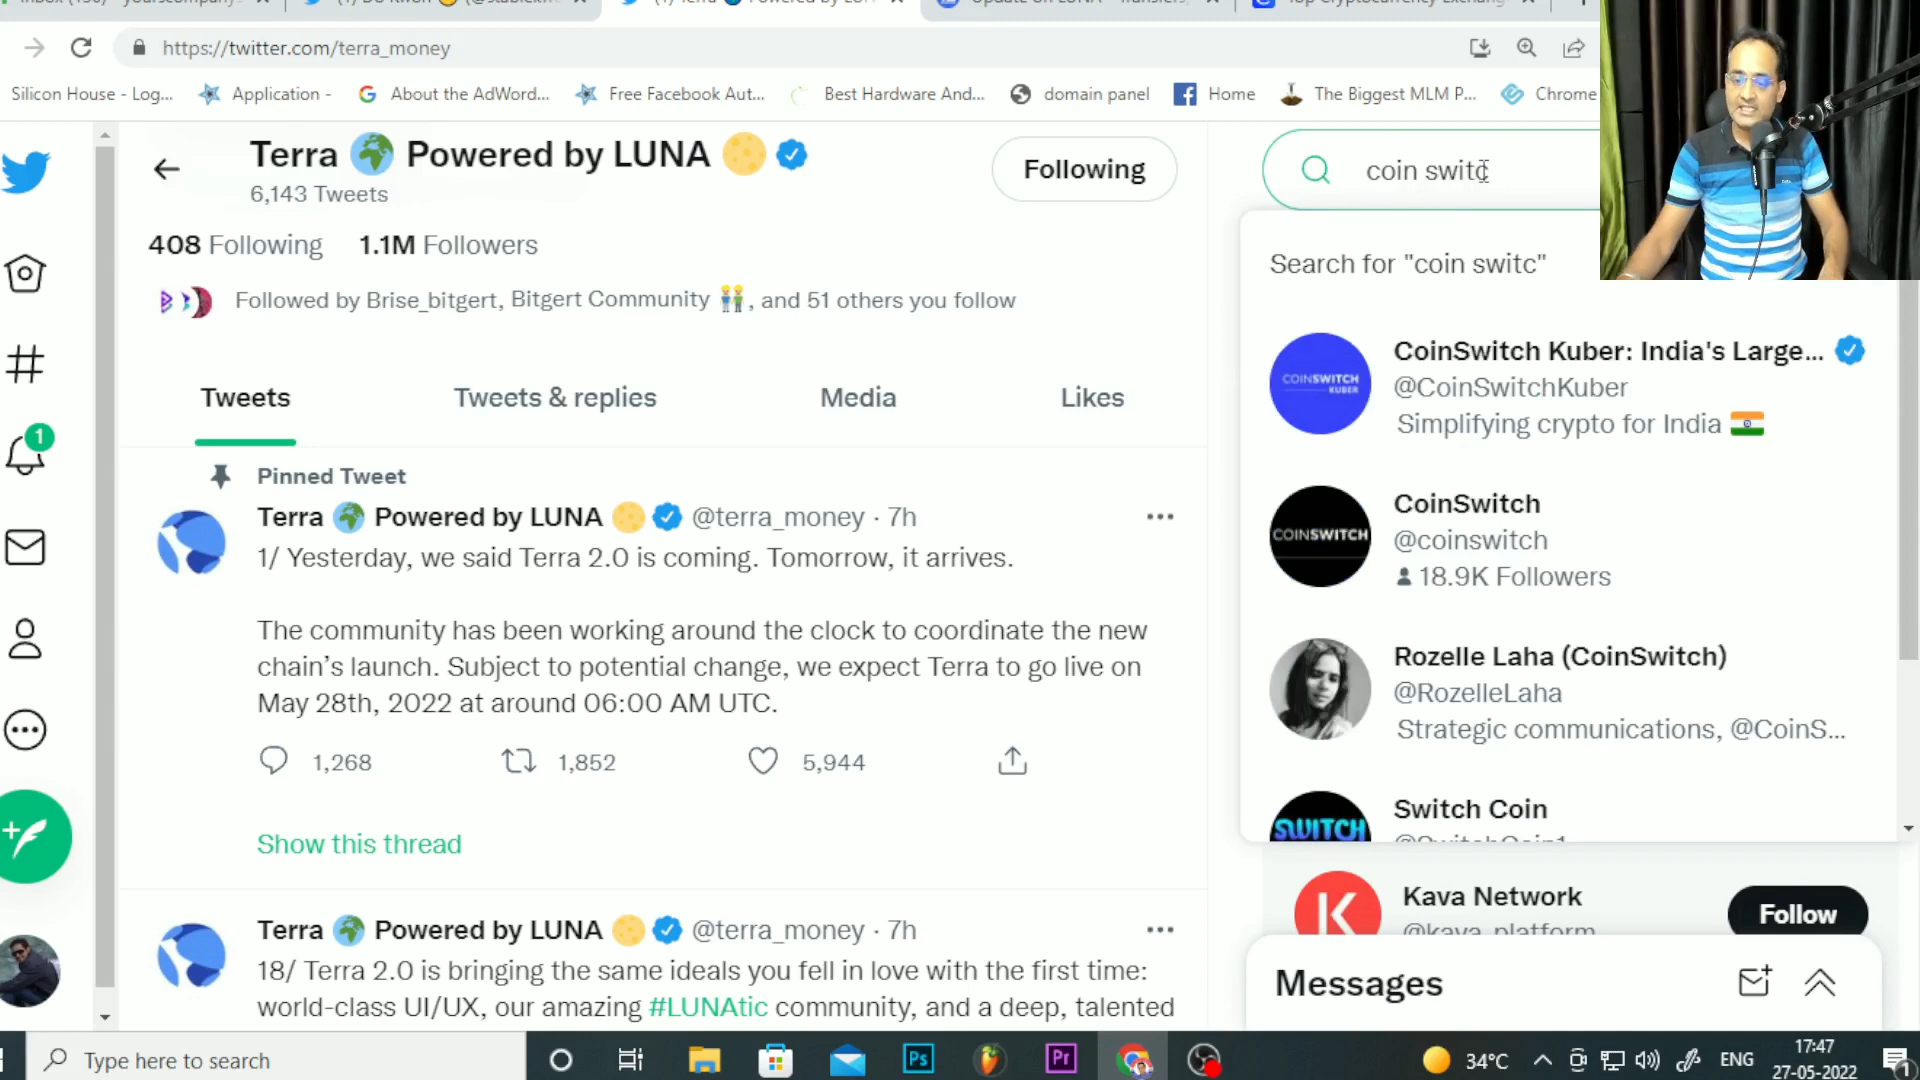 https://twitter.com/terra_money
Silicon House - Log...
Application -
About the AdWord...
Free Facebook Aut...
Best Hardware And...
domain panel
Home
The Biggest MLM P...
Chrome
Terra 🌍 Powered by LUNA 🌕
6,143 Tweets
Following
coin switc
408 Following 1.1M Followers
Followed by Brise_bitgert, Bitgert Community 👬, and 51 others you follow
Tweets
Tweets & replies
Media
Likes
Pinned Tweet
Terra 🌍 Powered by LUNA 🌕 @terra_money · 7h
1/ Yesterday, we said Terra 2.0 is coming. Tomorrow, it arrives.
The community has been working around the clock to coordinate the new
chain's launch. Subject to potential change, we expect Terra to go live on
May 28th, 2022 at around 06:00 AM UTC.
1,268
1,852
5,944
Show this thread
Terra 🌍 Powered by LUNA 🌕 @terra_money · 7h
18/ Terra 2.0 is bringing the same ideals you fell in love with the first time:
world-class UI/UX, our amazing #LUNAtic community, and a deep, talented
Search for "coin switc"
COINSWITCH
KUBER
CoinSwitch Kuber: India's Large...
@CoinSwitchKuber
Simplifying crypto for India 🇮🇳
COINSWITCH
CoinSwitch
@coinswitch
18.9K Followers
Rozelle Laha (CoinSwitch)
@RozelleLaha
Strategic communications, @CoinS...
SWITCH
Switch Coin
@SwitchCoin1
Kava Network
@kava_platform
Follow
Messages
1
Type here to search
Ps
Pr
34°C
ENG
17:47
27-05-2022
1